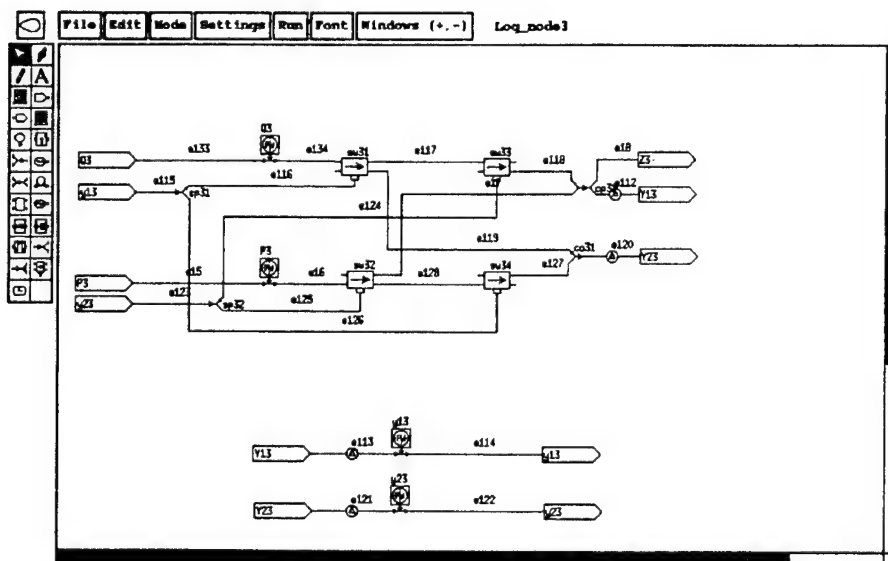 File Edit Mode Settings Run Font Windows (+,-) Log_node3
A
Q3
e133 e134 sw31 e117 sw33 e118 e18
Q3 Z3
e115 e116 e112
y13 sp31 Y13
e124
e119 co31 e120
P3
e15 e16 sw32 e128 sw34 e127 Y23
P3
e123 e125
y23 sp32 e126
y13
e113 e114
Y13 y13
y23
e121 e122
Y23 y23